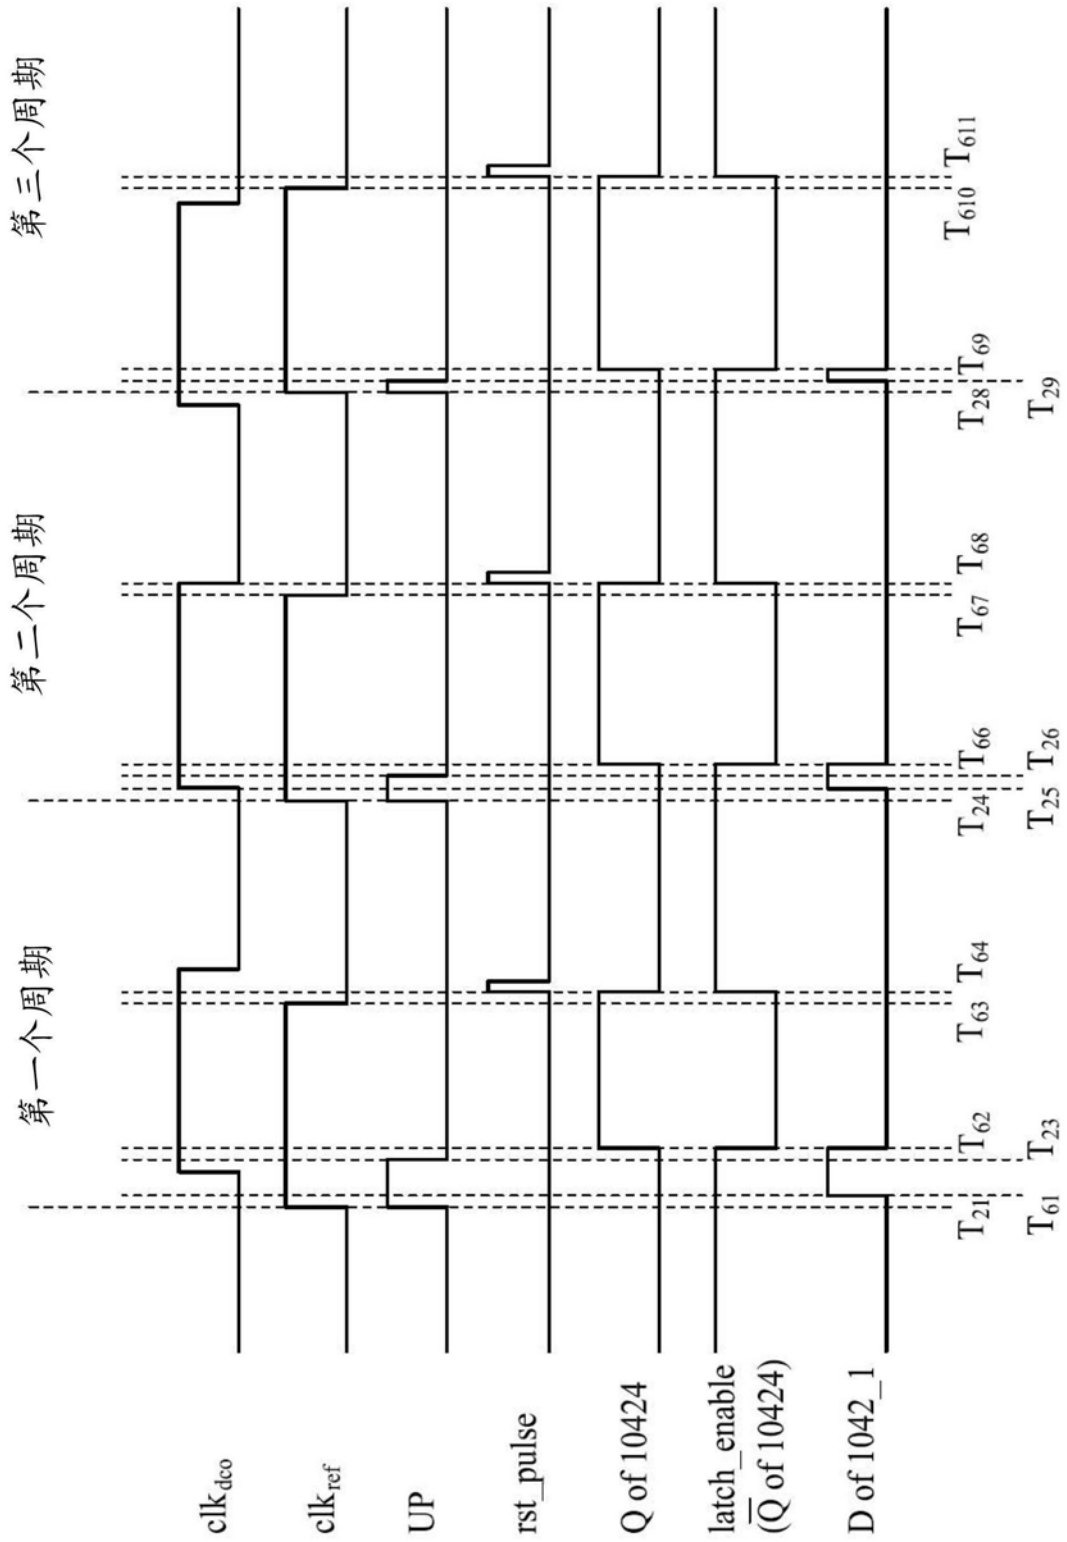 第一个周期
第二个周期
第三个周期
clk_dco
clk_ref
UP
rst_pulse
Q of 10424
latch_enable
(Q̅ of 10424)
D of 1042_1
T21
T62
T63
T64
T24
T66
T67
T68
T28
T69
T610
T611
T61
T23
T25
T26
T29